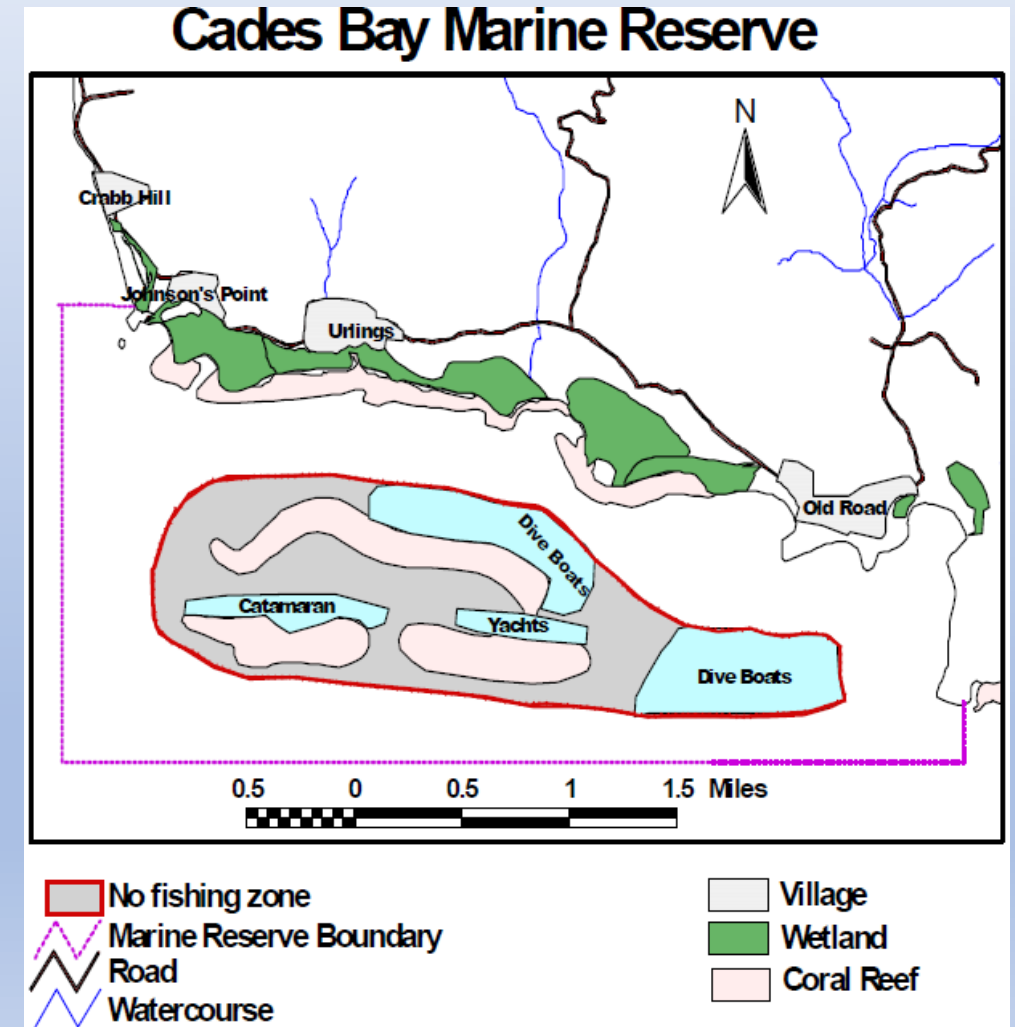 Cades Bay Marine Reserve
N
Crabb Hill
Johnson's Point
Urlings
Old Road
Dive Boats
Catamaran
Yachts
Dive Boats
0.5 0 0.5 1 1.5 Miles
No fishing zone
Marine Reserve Boundary
Road
Watercourse
Village
Wetland
Coral Reef